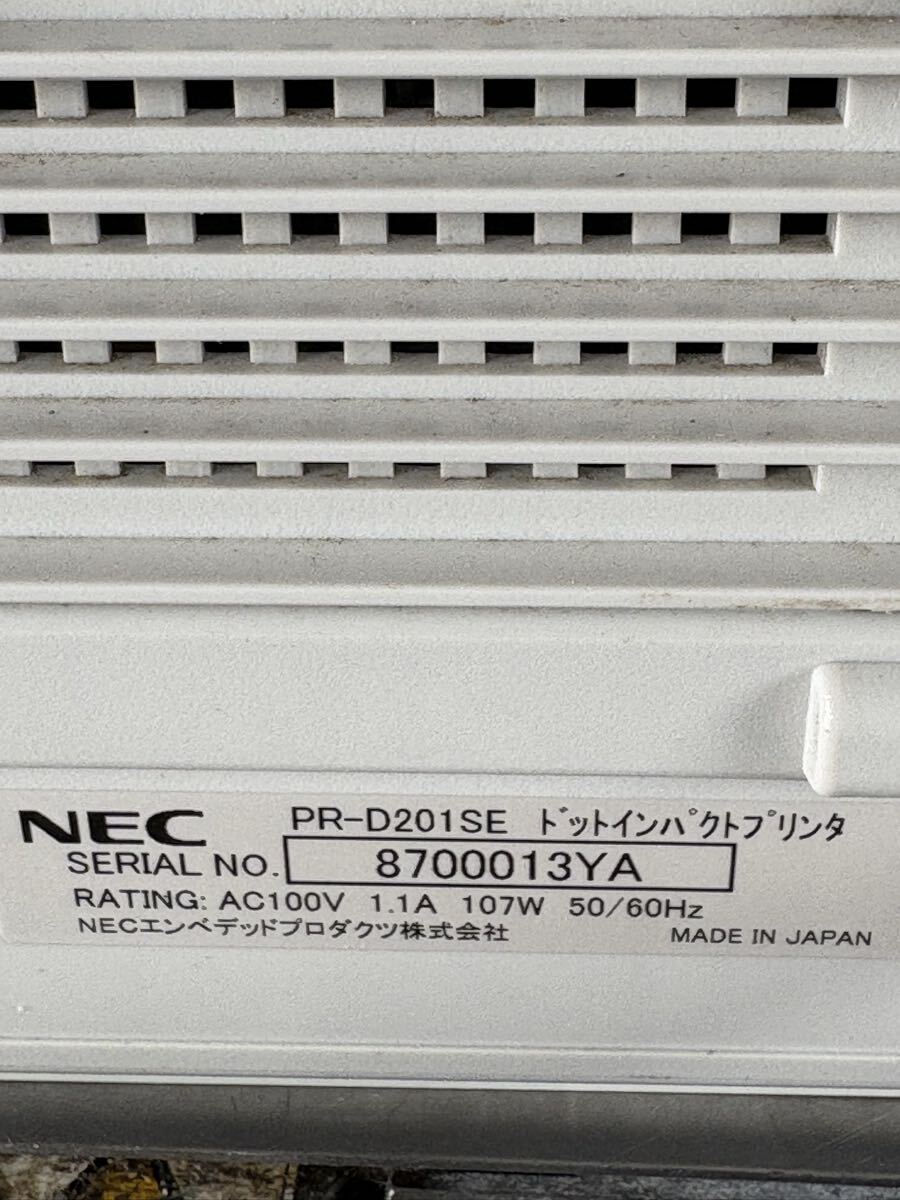 NEC PR-D201SE ﾄﾞｯﾄｲﾝﾊﾟｸﾄﾌﾟﾘﾝﾀ
SERIAL NO. 8700013YA
RATING: AC100V 1.1A 107W 50/60Hz
NECエンベデッドプロダクツ株式会社 MADE IN JAPAN